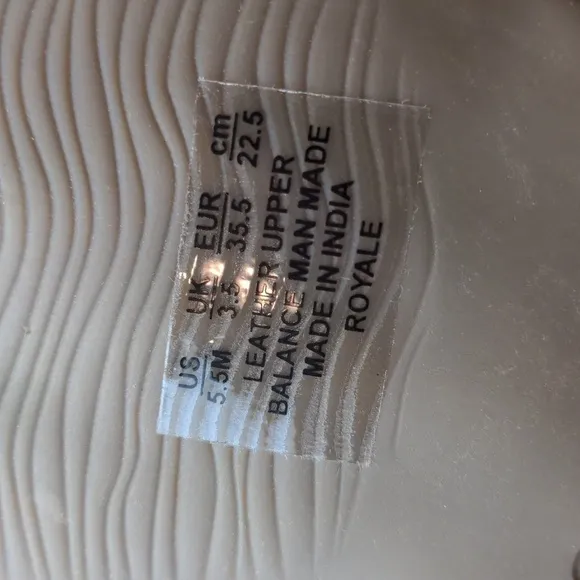 US UK EUR cm
5.5M 3.5 35.5 22.5
LEATHER UPPER
BALANCE MAN MADE
MADE IN INDIA
ROYALE